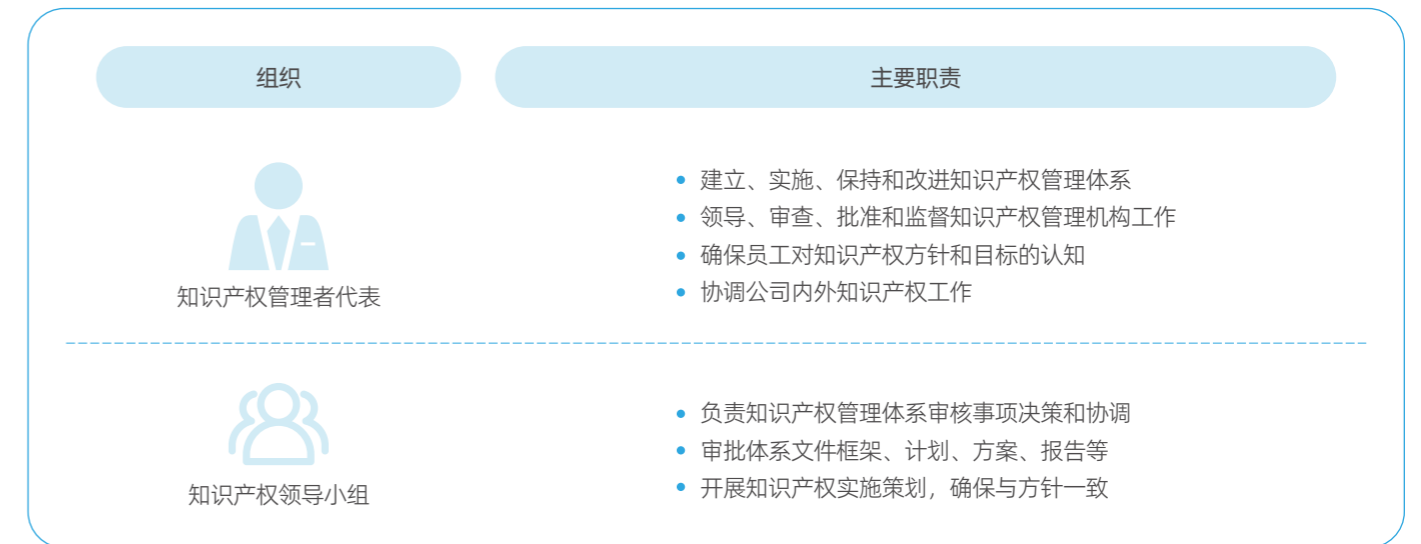 组织
主要职责
建立、实施、保持和改进知识产权管理体系
领导、审查、批准和监督知识产权管理机构工作
确保员工对知识产权方针和目标的认知
协调公司内外知识产权工作
知识产权管理者代表
负责知识产权管理体系审核事项决策和协调
审批体系文件框架、计划、方案、报告等
开展知识产权实施策划，确保与方针一致
知识产权领导小组